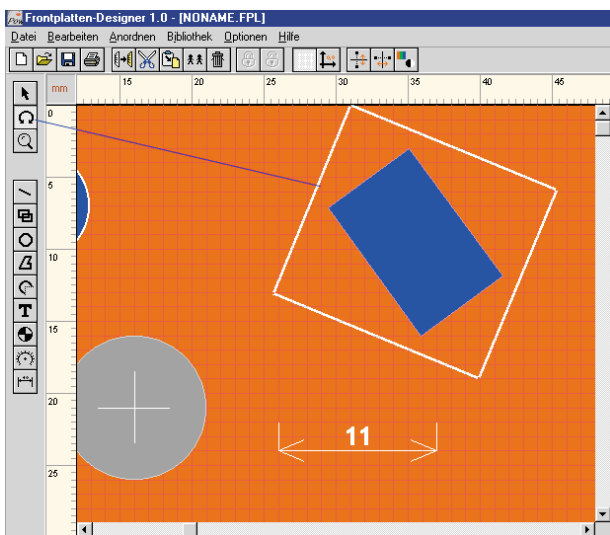 Frontplatten-Designer 1.0 - [NONAME.FPL]
Datei Bearbeiten Anordnen Bibliothek Optionen Hilfe
mm 15 20 25 30 35 40 45
0
5
10
15
20
25
T
11